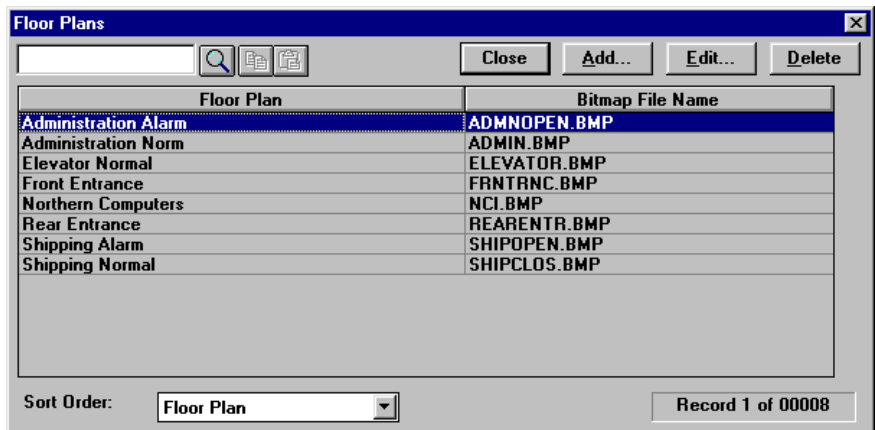 Floor Plans
Close Add... Edit... Delete
Floor Plan Bitmap File Name
Administration Alarm ADMNOPEN.BMP
Administration Norm ADMIN.BMP
Elevator Normal ELEVATOR.BMP
Front Entrance FRNTRNC.BMP
Northern Computers NCI.BMP
Rear Entrance REARENTR.BMP
Shipping Alarm SHIPOPEN.BMP
Shipping Normal SHIPCLOS.BMP
Sort Order: Floor Plan Record 1 of 00008